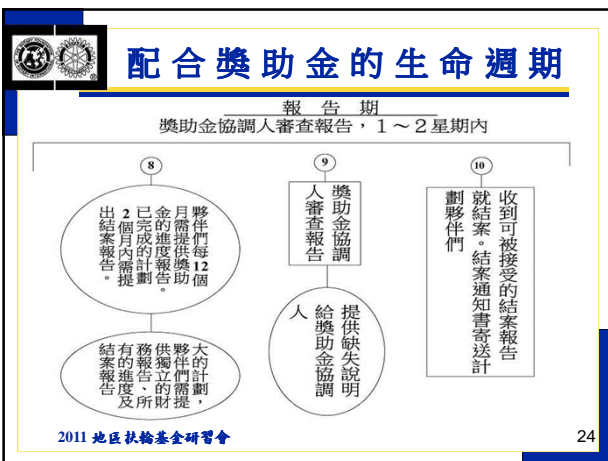 配合獎助金的生命週期
報告期
獎助金協調人審查報告，1～2星期內
8
夥伴們每12個
月需提供獎助
金的進度報告。
已完成的計劃
2個月內需提
出結案報告。
大的計劃，
夥伴們需提
供獨立的財
務報告、所
有的進度及
結案報告
9
獎助金協調
人審查報告
提供缺失說明
給獎助金協調
人
10
收到可被接受的結案報告
就結案。結案通知書寄送計
劃夥伴們
2011 地區扶輪基金研習會
24